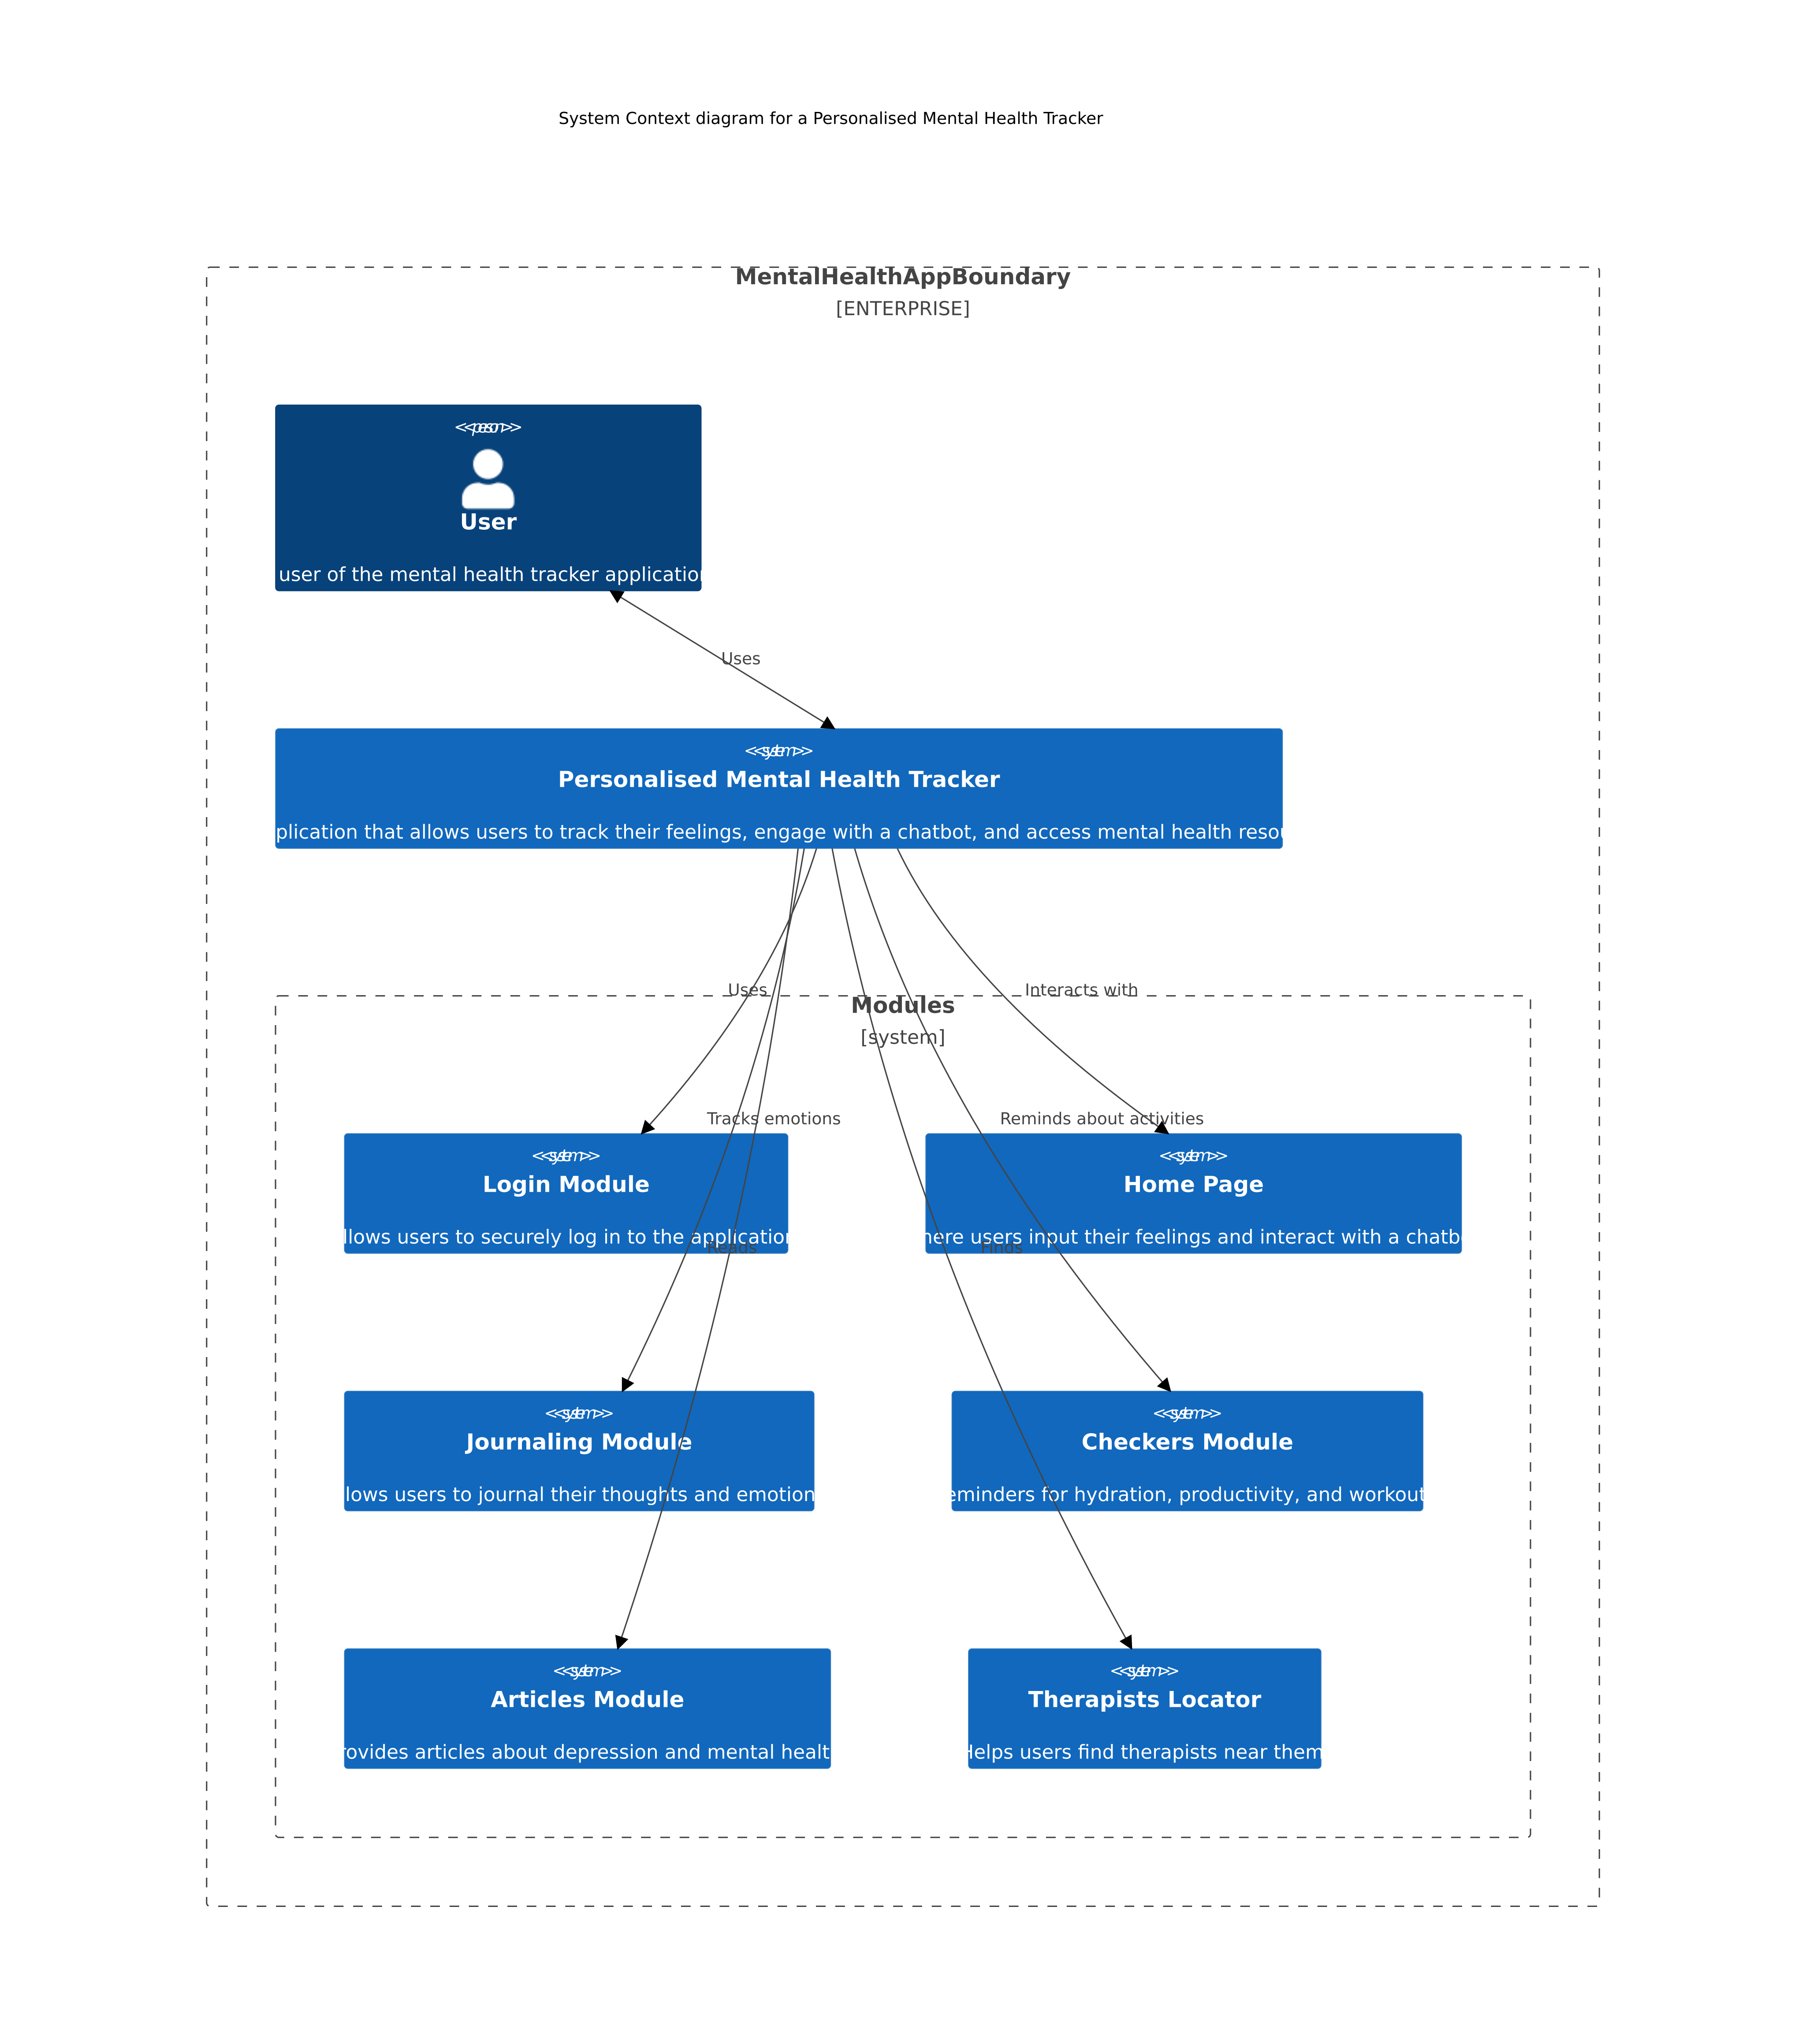 System Context diagram for a Personalised Mental Health Tracker
MentalHealthAppBoundary
[ENTERPRISE]
<<person>>
User
user of the mental health tracker application
Uses
<<system>>
Personalised Mental Health Tracker
plication that allows users to track their feelings, engage with a chatbot, and access mental health resou
Uses
Interacts with
Modules
[system]
Tracks emotions
Reminds about activities
<<system>>
Login Module
llows users to securely log in to the application
<<system>>
Home Page
here users input their feelings and interact with a chatb
Reads
Finds
<<system>>
Journaling Module
lows users to journal their thoughts and emotion
<<system>>
Checkers Module
eminders for hydration, productivity, and workout
<<system>>
Articles Module
rovides articles about depression and mental healt
<<system>>
Therapists Locator
Helps users find therapists near them